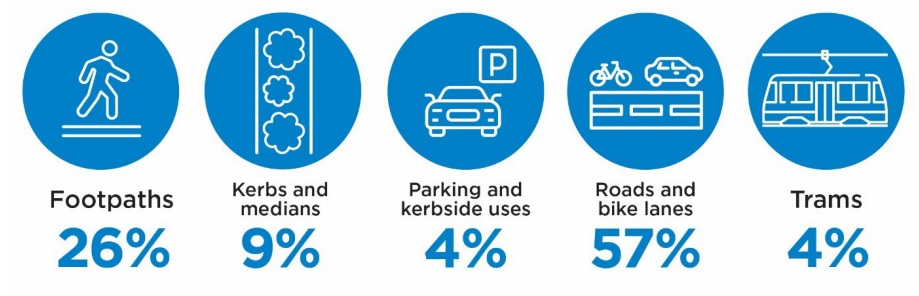 P
Footpaths
26%
Kerbs and
medians
9%
Parking and
kerbside uses
4%
Roads and
bike lanes
57%
Trams
4%